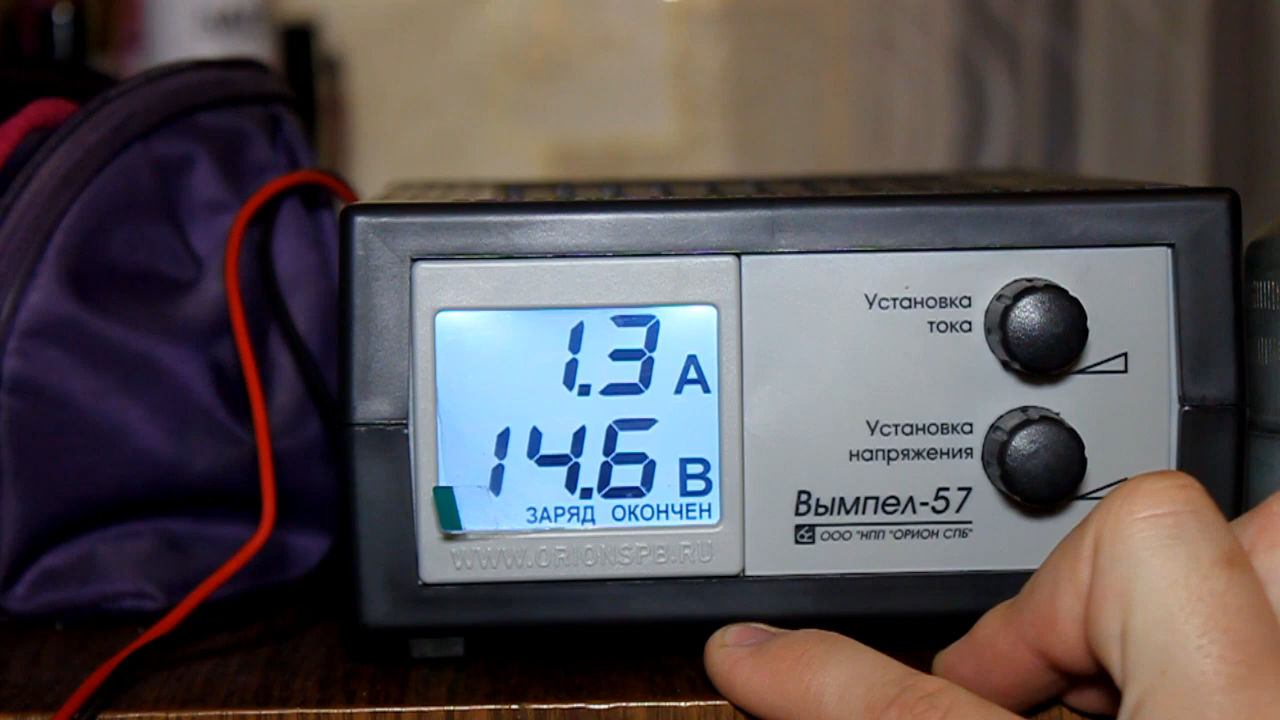 1.3 А
14.6 В
ЗАРЯД ОКОНЧЕН
WWW.ORIONSPB.RU
Установка
тока
Установка
напряжения
Вымпел-57
ООО "НПП "ОРИОН СПБ"